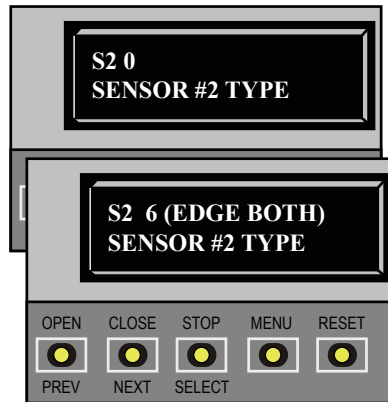 S2 0
SENSOR #2 TYPE
S2 6 (EDGE BOTH)
SENSOR #2 TYPE
OPEN CLOSE STOP MENU RESET
PREV NEXT SELECT